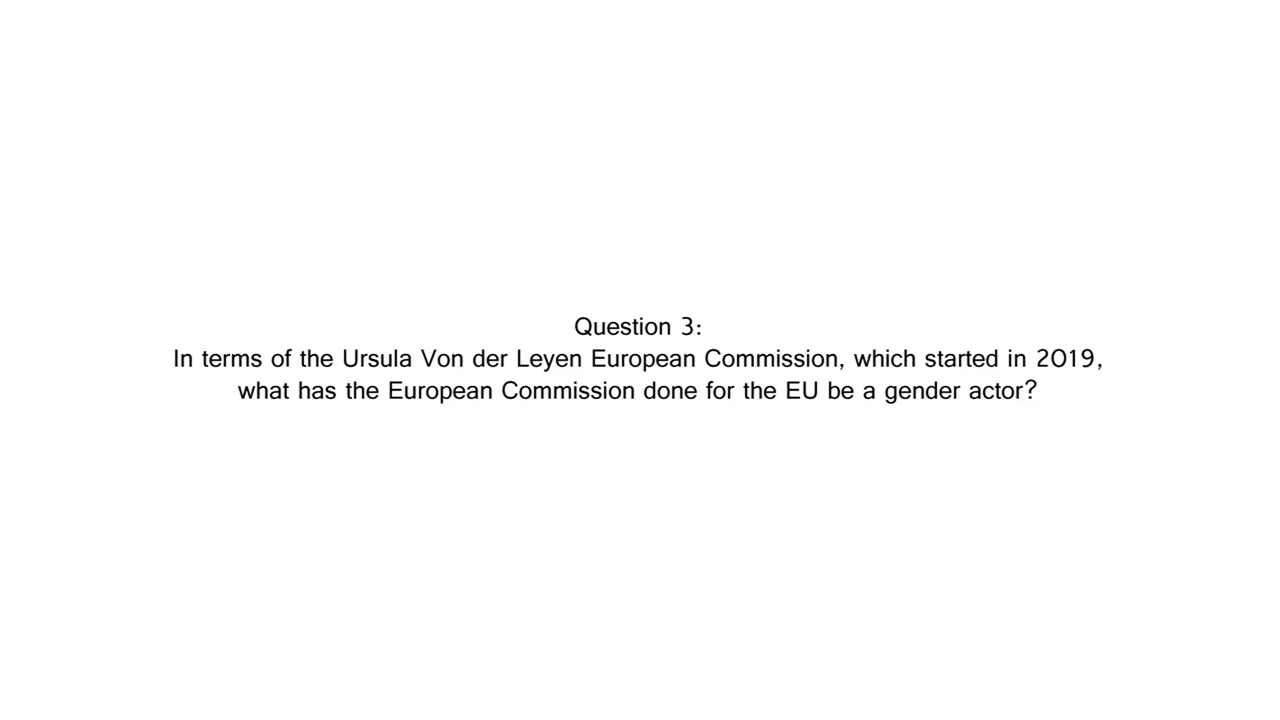 Question 3:
In terms of the Ursula Von der Leyen European Commission, which started in 2019,
what has the European Commission done for the EU be a gender actor?